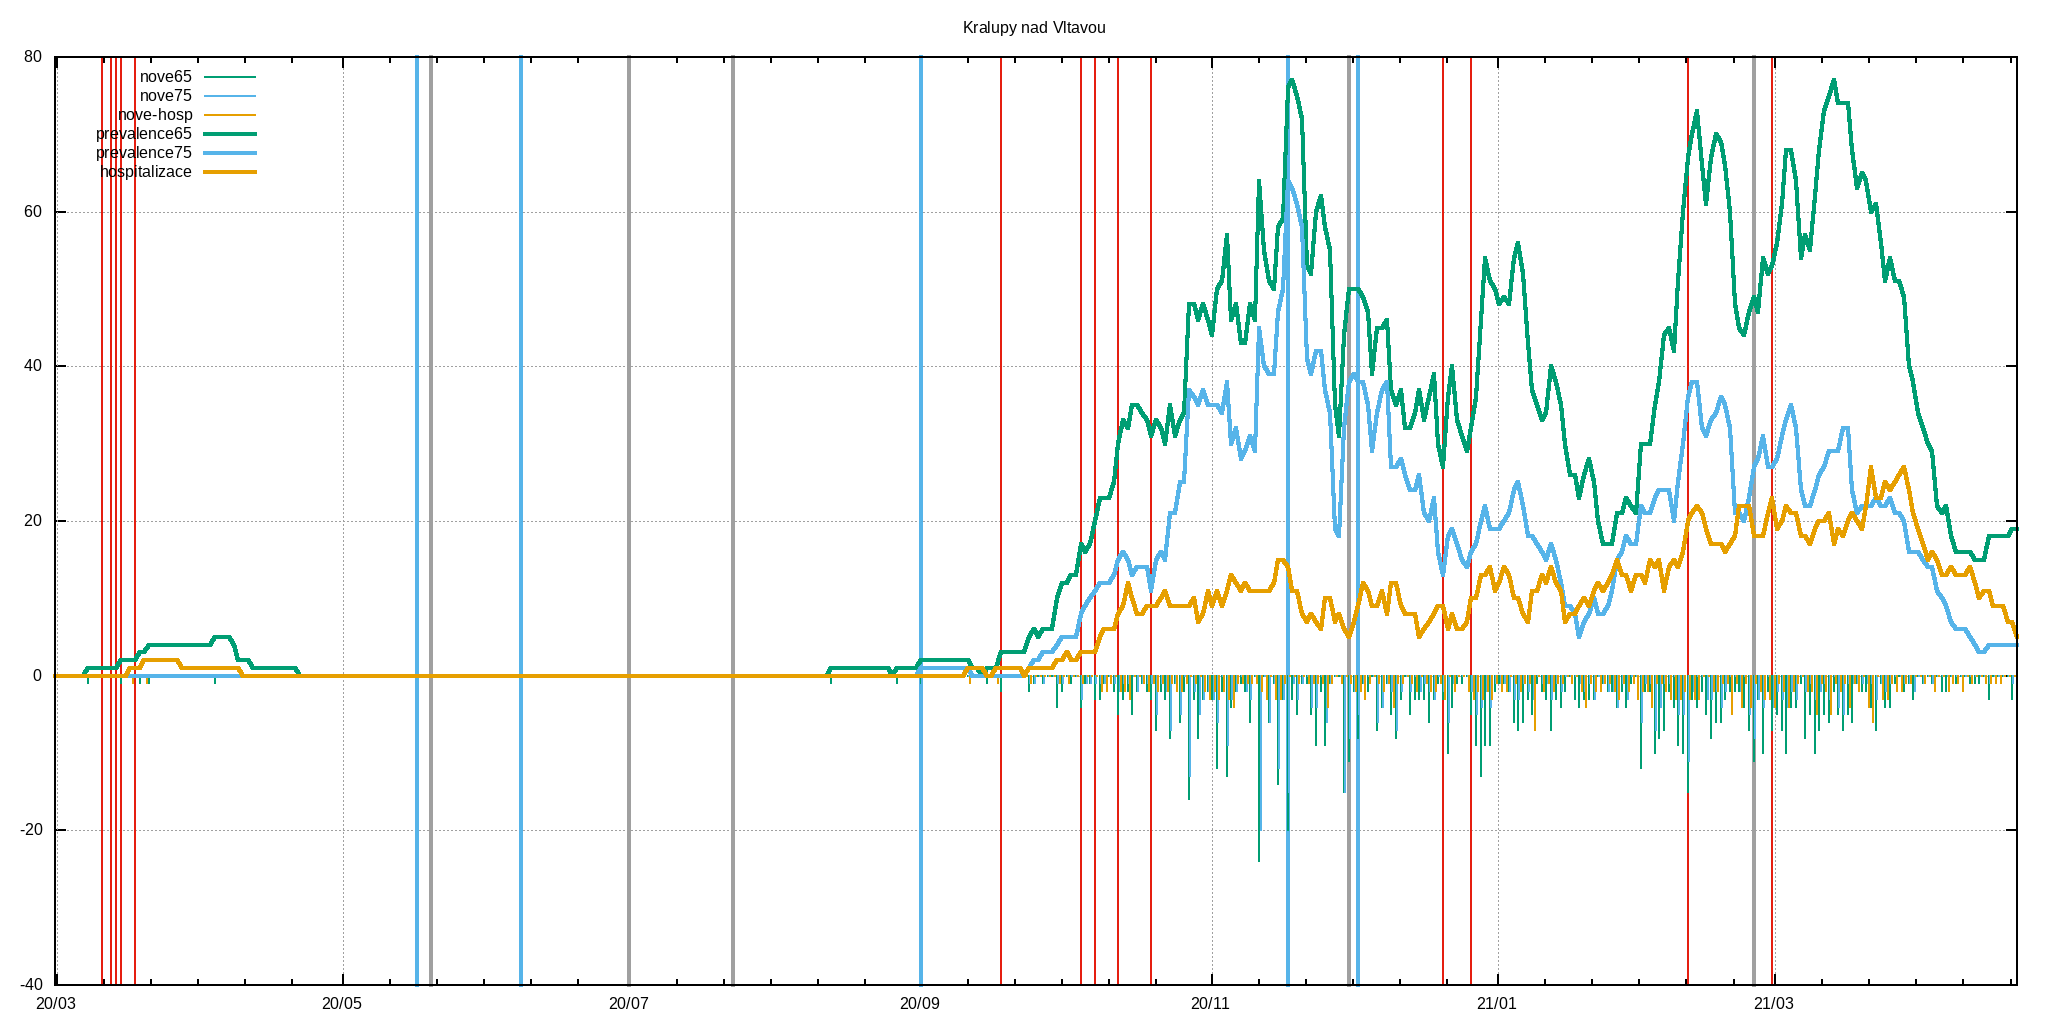 Kralupy nad Vltavou
80
nove65
nove75
nove-hosp
prevalence65
prevalence75
hospitalizace
60
40
20
0
-20
-40
20/03 20/05 20/07 20/09 20/11 21/01 21/03